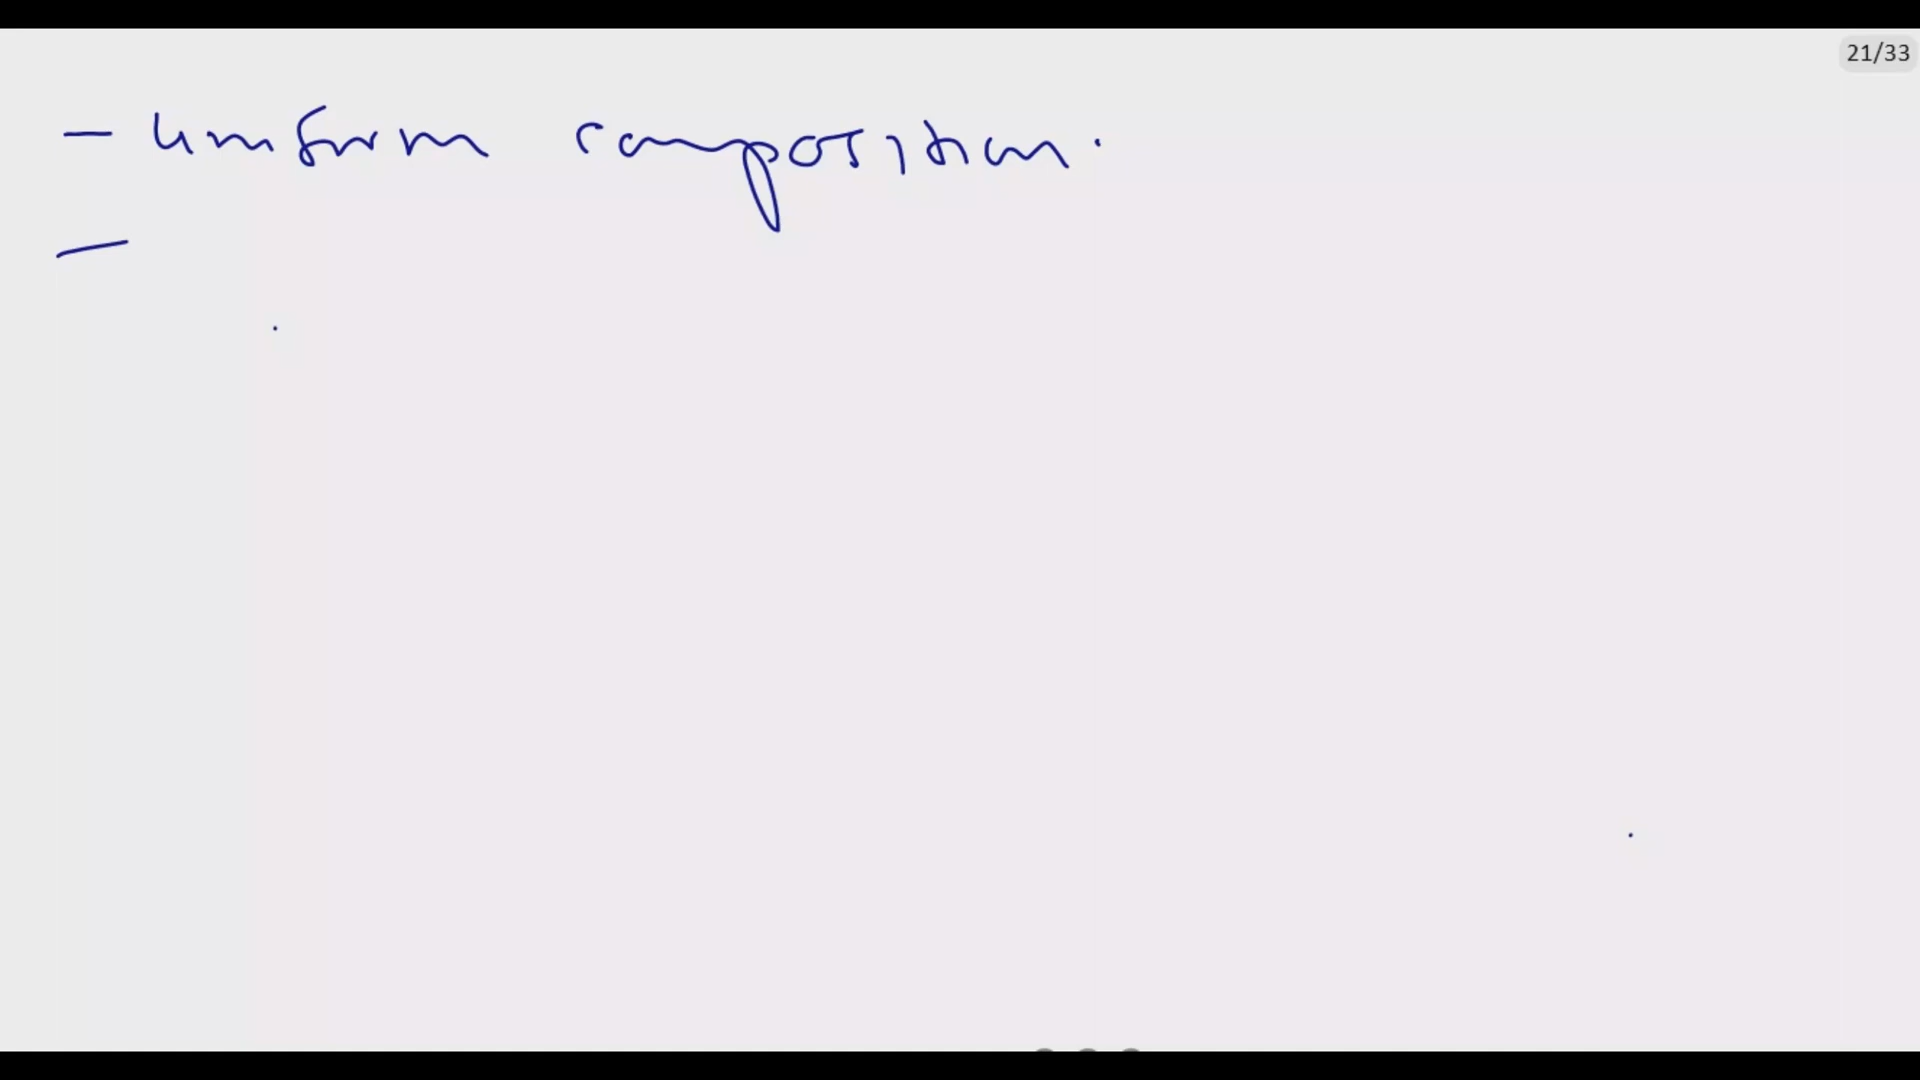 21/33
- uniform composition.
-